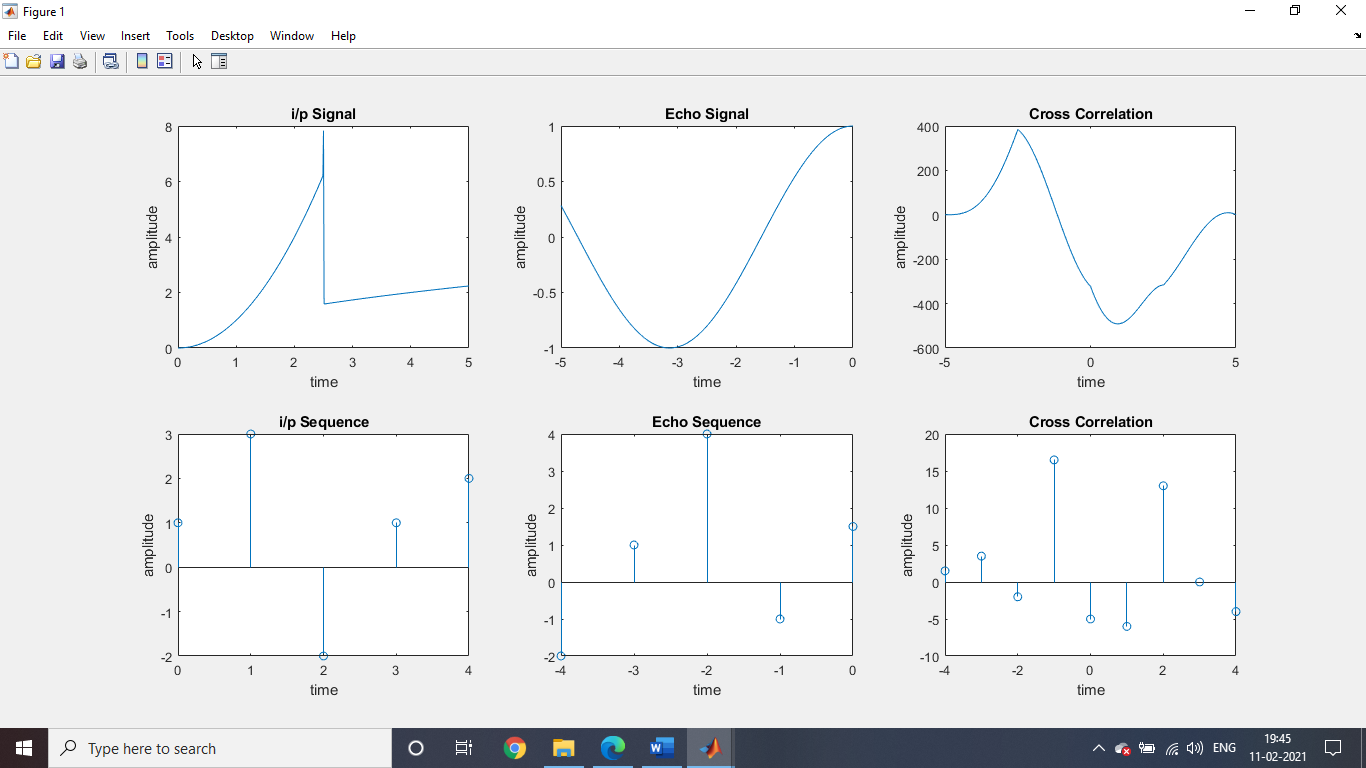 Figure 1
File Edit View Insert Tools Desktop Window Help
i/p Signal
8
6
4
2
0
0 1 2 3 4 5
amplitude
time
Echo Signal
1
0.5
0
-0.5
-1
-5 -4 -3 -2 -1 0
amplitude
time
Cross Correlation
400
200
0
-200
-400
-600
-5 0 5
amplitude
time
i/p Sequence
3
2
1
0
-1
-2
0 1 2 3 4
amplitude
time
Echo Sequence
4
3
2
1
0
-1
-2
-4 -3 -2 -1 0
amplitude
time
Cross Correlation
20
15
10
5
0
-5
-10
-4 -2 0 2 4
amplitude
time
Type here to search
W
ENG
19:45
11-02-2021